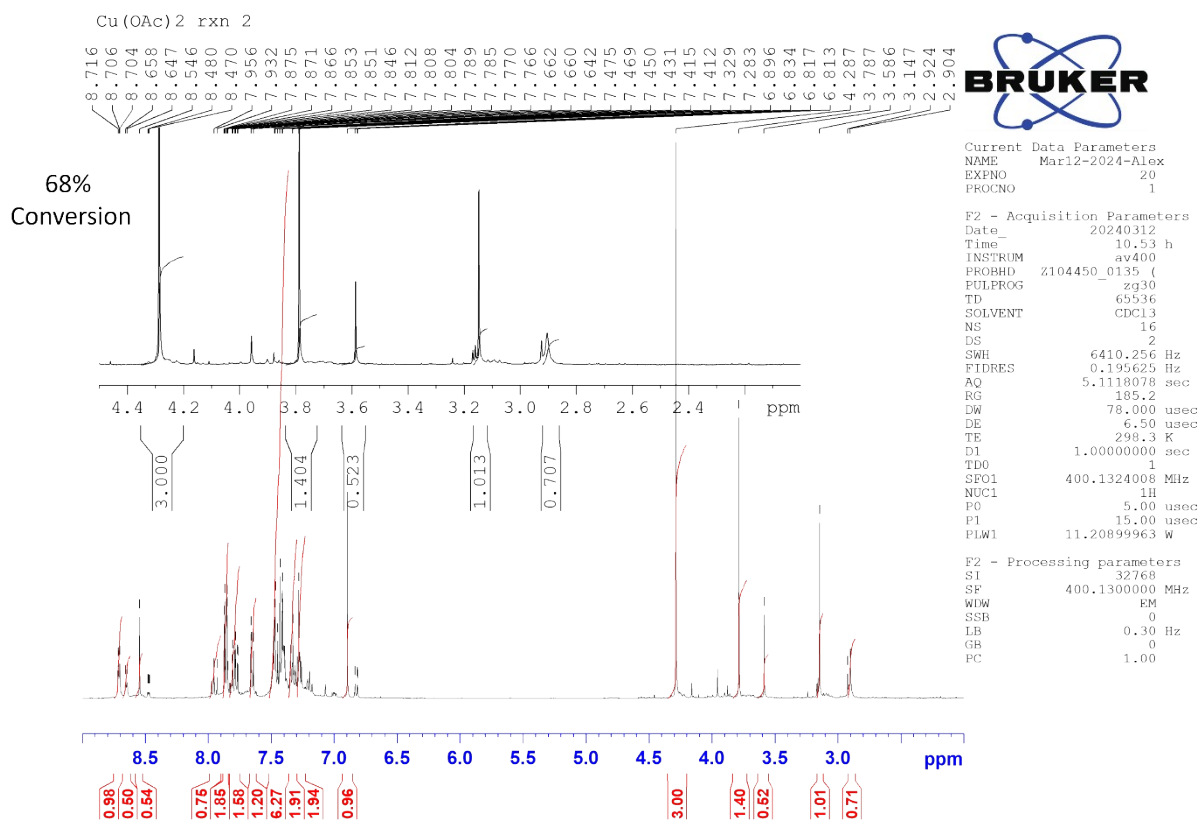 Cu(OAc)2 rxn 2
8.716
8.706
8.704
8.658
8.647
8.546
8.480
8.470
7.956
7.932
7.875
7.871
7.866
7.853
7.851
7.846
7.812
7.808
7.804
7.789
7.785
7.770
7.766
7.662
7.660
7.642
7.475
7.469
7.450
7.431
7.415
7.412
7.329
7.283
6.896
6.834
6.817
6.813
4.287
3.787
3.586
3.147
2.924
2.904
BRUKER
68%
Conversion
Current Data Parameters
NAME Mar12-2024-Alex
EXPNO 20
PROCNO 1
F2 - Acquisition Parameters
Date_ 20240312
Time 10.53 h
INSTRUM av400
PROBHD Z104450_0135 (
PULPROG zg30
TD 65536
SOLVENT CDCl3
NS 16
DS 2
SWH 6410.256 Hz
FIDRES 0.195625 Hz
AQ 5.1118078 sec
RG 185.2
DW 78.000 usec
DE 6.50 usec
TE 298.3 K
D1 1.00000000 sec
TD0 1
SFO1 400.1324008 MHz
NUC1 1H
P0 5.00 usec
P1 15.00 usec
PLW1 11.20899963 W
F2 - Processing parameters
SI 32768
SF 400.1300000 MHz
WDW EM
SSB 0
LB 0.30 Hz
GB 0
PC 1.00
4.4 4.2 4.0 3.8 3.6 3.4 3.2 3.0 2.8 2.6 2.4 ppm
3.000 1.404 0.523 1.013 0.707
8.5 8.0 7.5 7.0 6.5 6.0 5.5 5.0 4.5 4.0 3.5 3.0 ppm
0.98 0.50 0.54 0.75 1.85 1.58 1.20 6.27 1.91 1.94 0.96 3.00 1.40 0.52 1.01 0.71